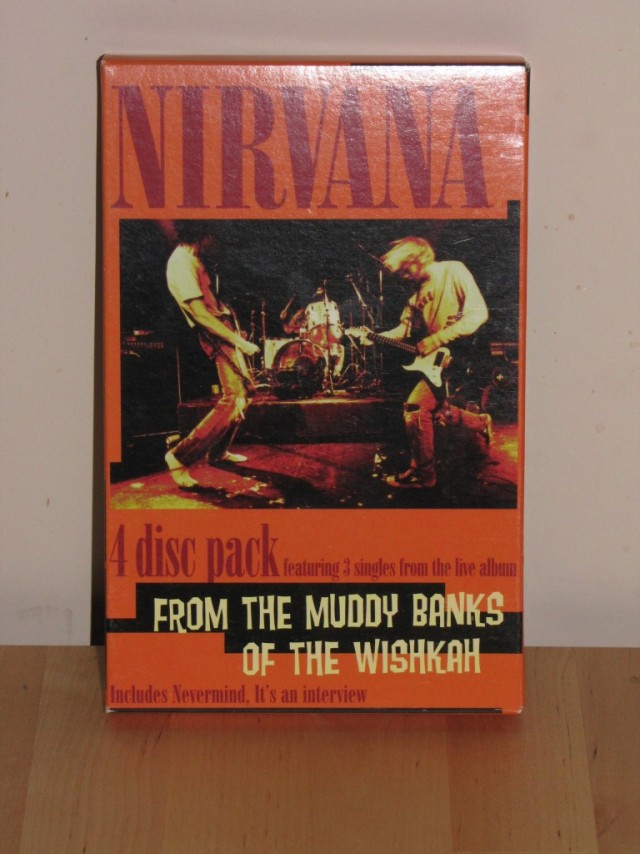 NIRVANA
4 disc pack featuring 3 singles from the live album
FROM THE MUDDY BANKS
OF THE WISHKAH
Includes Nevermind, It's an interview